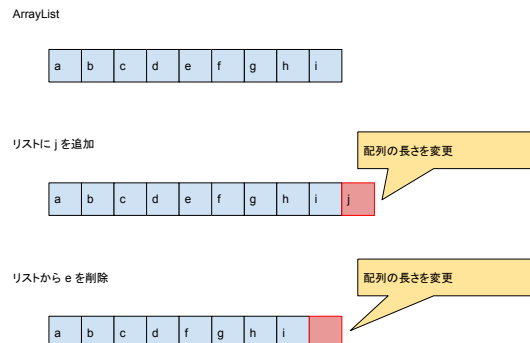 ArrayList
a b c d e f g h i
リストに j を追加
配列の長さを変更
a b c d e f g h i j
リストから e を削除
配列の長さを変更
a b c d f g h i